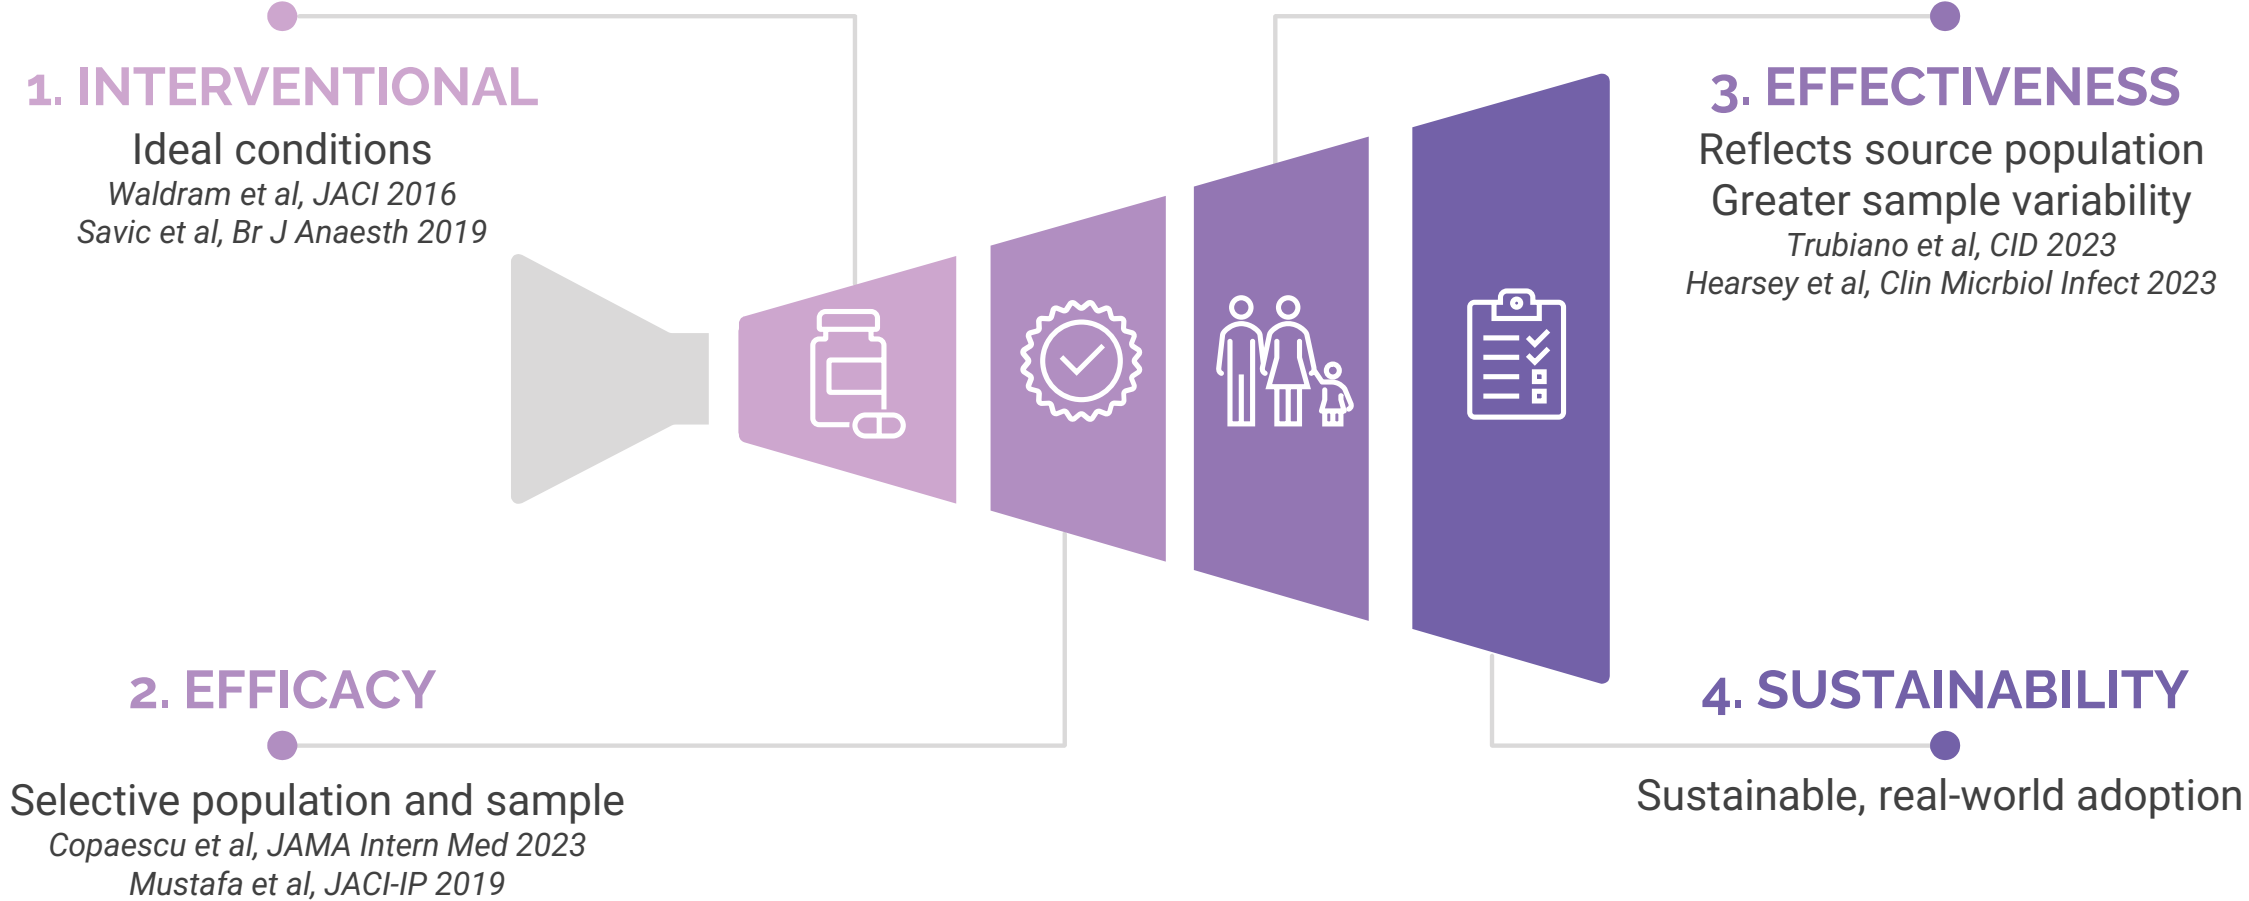 1. INTERVENTIONAL
Ideal conditions
Waldram et al, JACI 2016
Savic et al, Br J Anaesth 2019
2. EFFICACY
Selective population and sample
Copaescu et al, JAMA Intern Med 2023
Mustafa et al, JACI-IP 2019
3. EFFECTIVENESS
Reflects source population
Greater sample variability
Trubiano et al, CID 2023
Hearsey et al, Clin Micrbiol Infect 2023
4. SUSTAINABILITY
Sustainable, real-world adoption